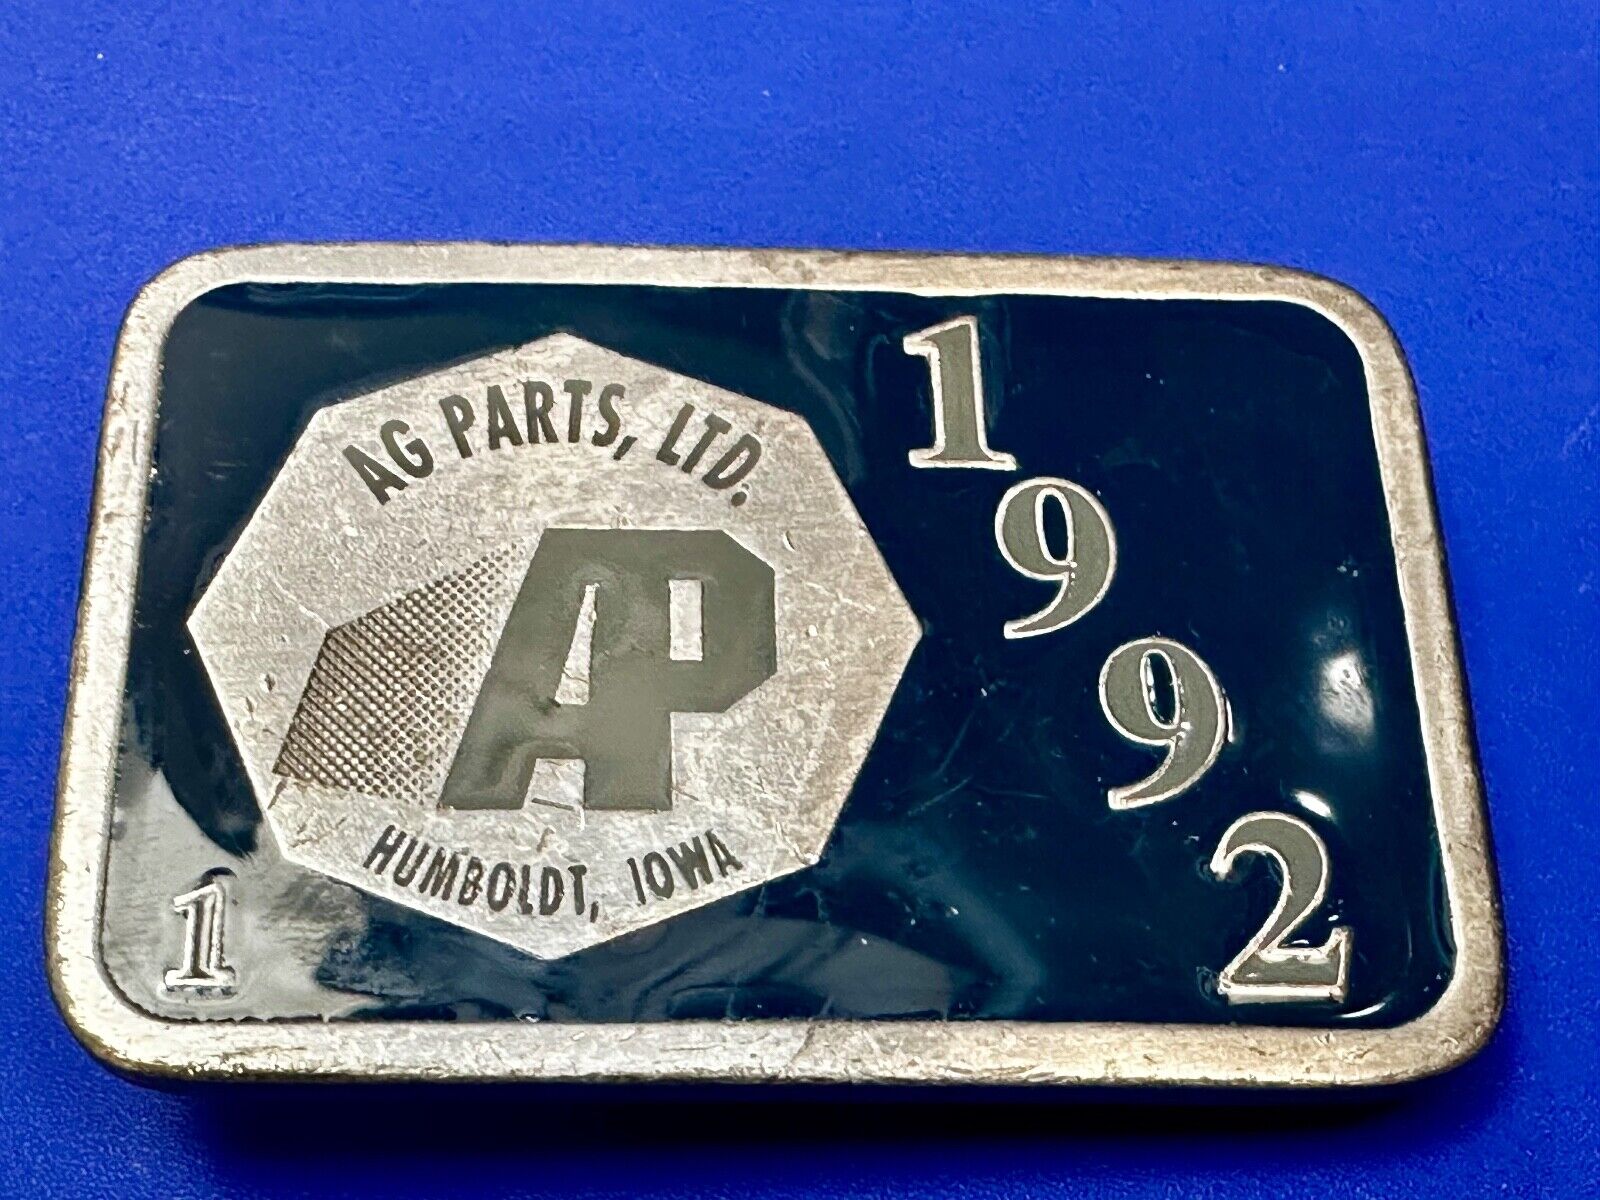 AG PARTS, LTD.
AP
HUMBOLDT, IOWA
1992
1